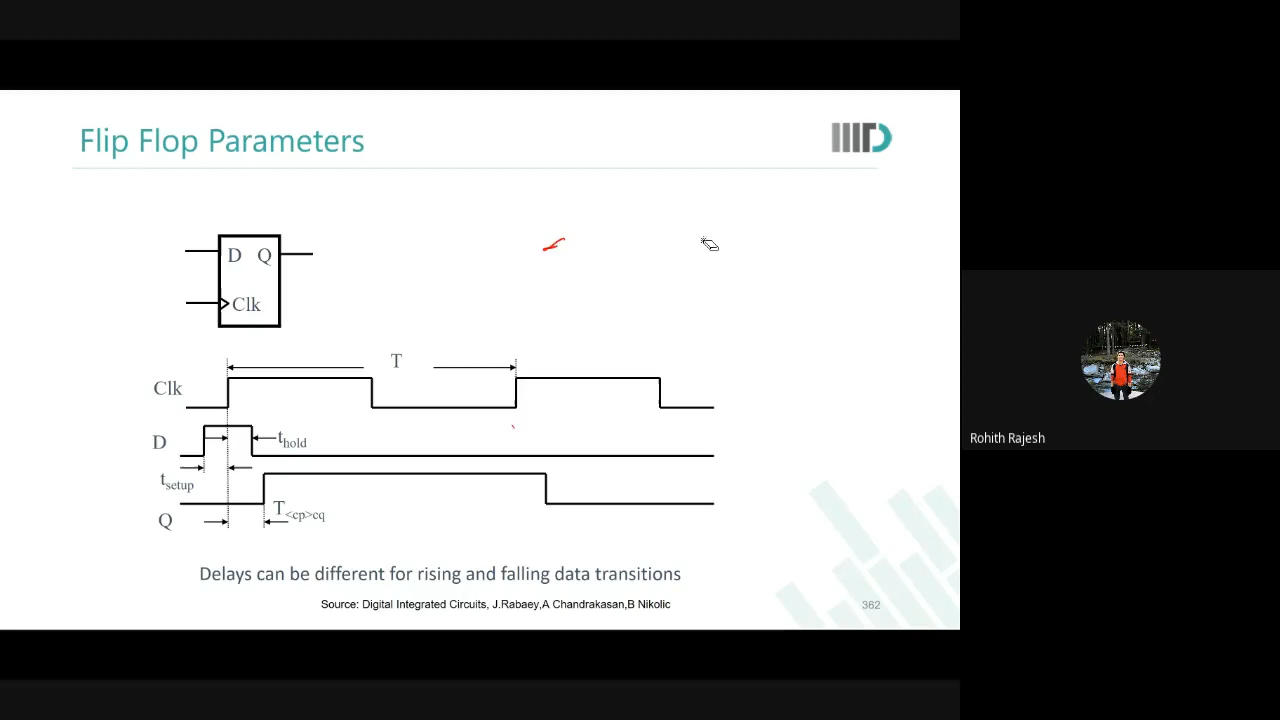 Flip Flop Parameters
D Q
Clk
T
Clk
D
thold
tsetup
T<cp>cq
Q
Delays can be different for rising and falling data transitions
Source: Digital Integrated Circuits, J.Rabaey,A Chandrakasan,B Nikolic
362
Rohith Rajesh